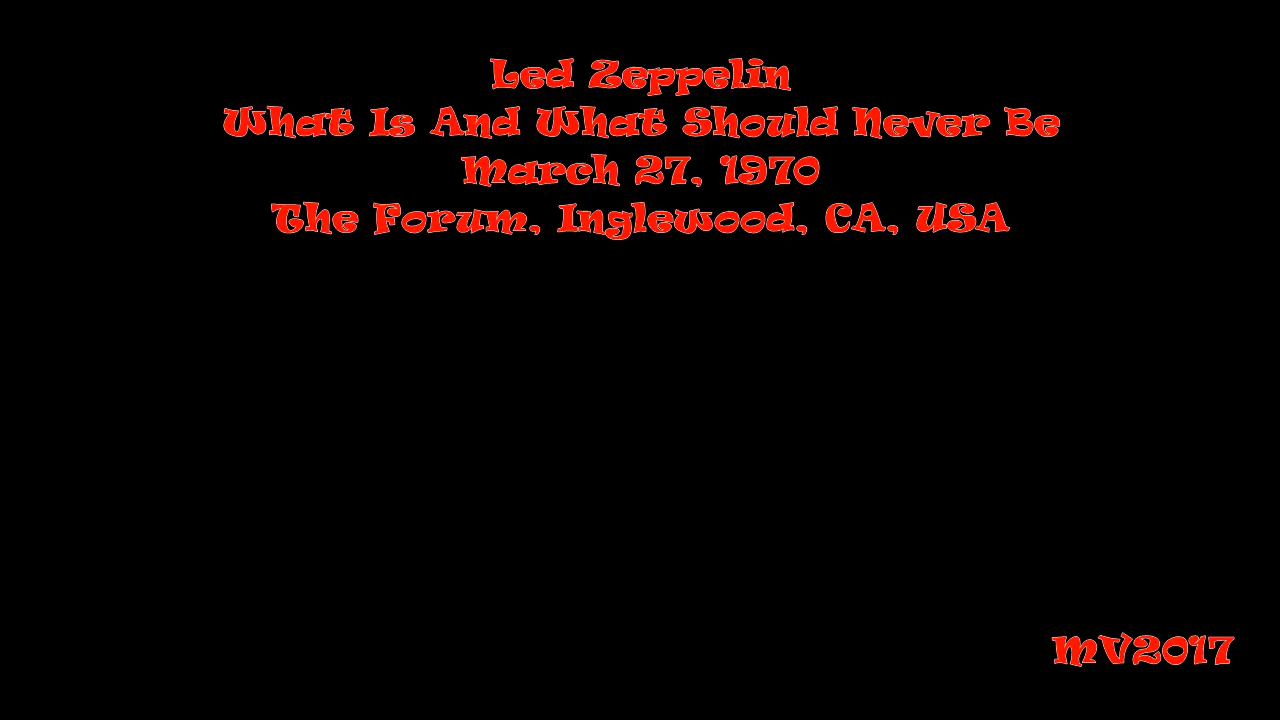 Led Zeppelin
What Is And What Should Never Be
March 27, 1970
The Forum, Inglewood, CA, USA
MV2017